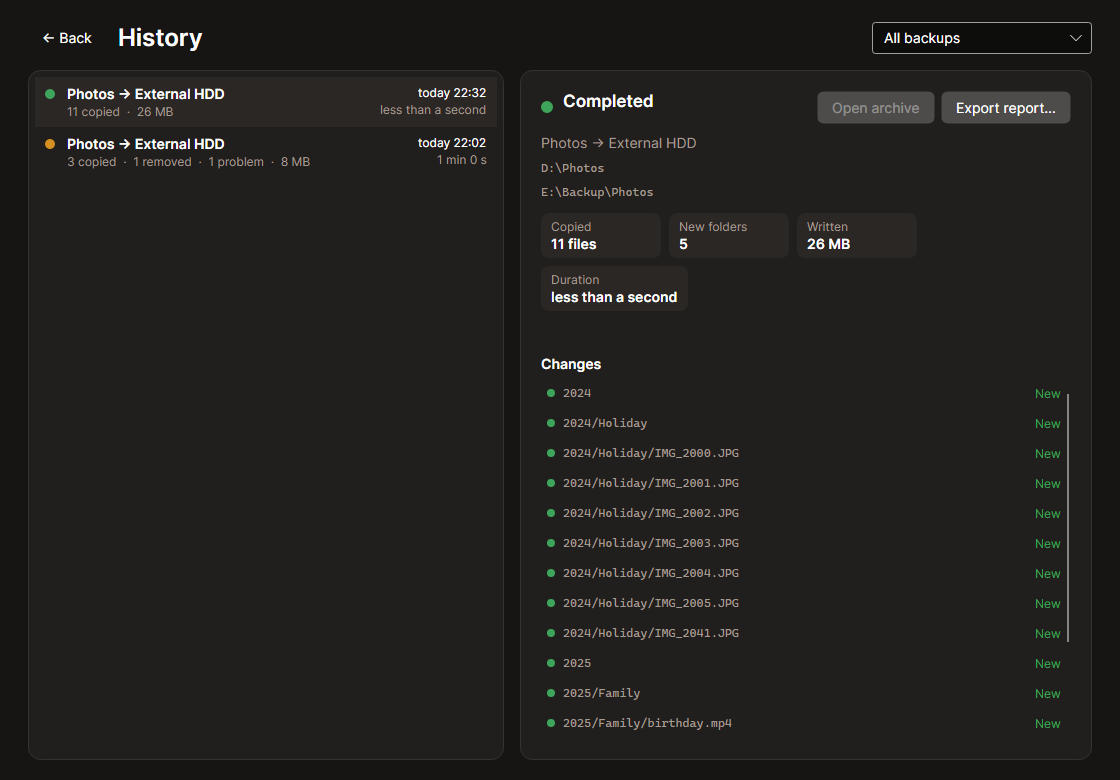 ← Back
History
All backups
Photos → External HDD
today 22:32
11 copied · 26 MB
less than a second
Photos → External HDD
today 22:02
3 copied · 1 removed · 1 problem · 8 MB
1 min 0 s
Completed
Open archive
Export report...
Photos → External HDD
D:\Photos
E:\Backup\Photos
Copied
11 files
New folders
5
Written
26 MB
Duration
less than a second
Changes
2024 New
2024/Holiday New
2024/Holiday/IMG_2000.JPG New
2024/Holiday/IMG_2001.JPG New
2024/Holiday/IMG_2002.JPG New
2024/Holiday/IMG_2003.JPG New
2024/Holiday/IMG_2004.JPG New
2024/Holiday/IMG_2005.JPG New
2024/Holiday/IMG_2041.JPG New
2025 New
2025/Family New
2025/Family/birthday.mp4 New